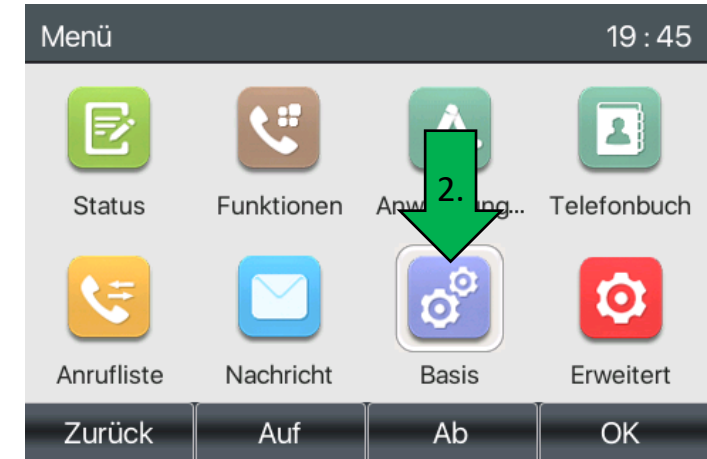 Menü 19 : 45
Status Funktionen Telefonbuch
2.
Anrufliste Nachricht Basis Erweitert
Zurück Auf Ab OK